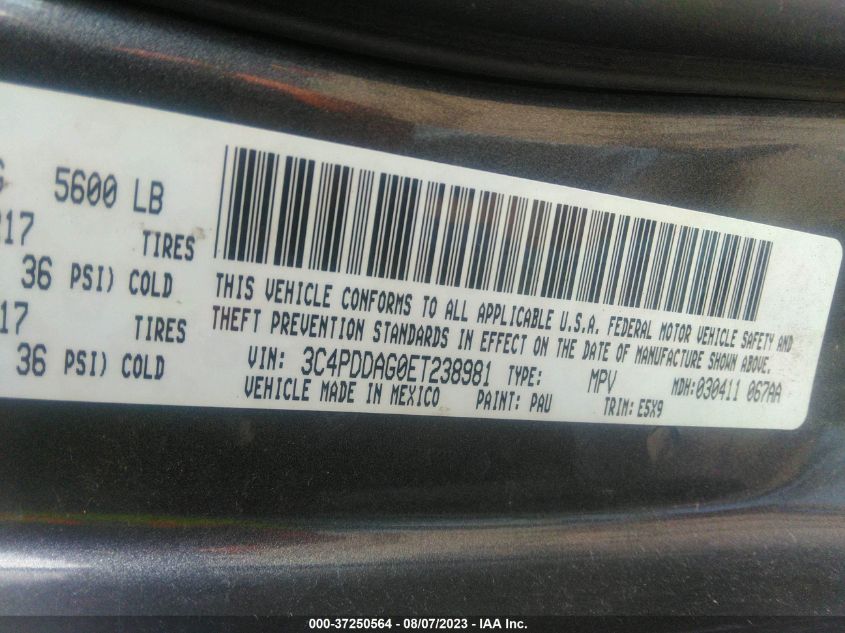 5600 LB
17 TIRES
36 PSI) COLD
17 TIRES
36 PSI) COLD
THIS VEHICLE CONFORMS TO ALL APPLICABLE U.S.A. FEDERAL MOTOR VEHICLE SAFETY AND
THEFT PREVENTION STANDARDS IN EFFECT ON THE DATE OF MANUFACTURE SHOWN ABOVE.
VIN: 3C4PDDAG0ET238981 TYPE: MPV MDH:030411 067AA
VEHICLE MADE IN MEXICO PAINT: PAU TRIM: E5X9
000-37250564 - 08/07/2023 - IAA Inc.